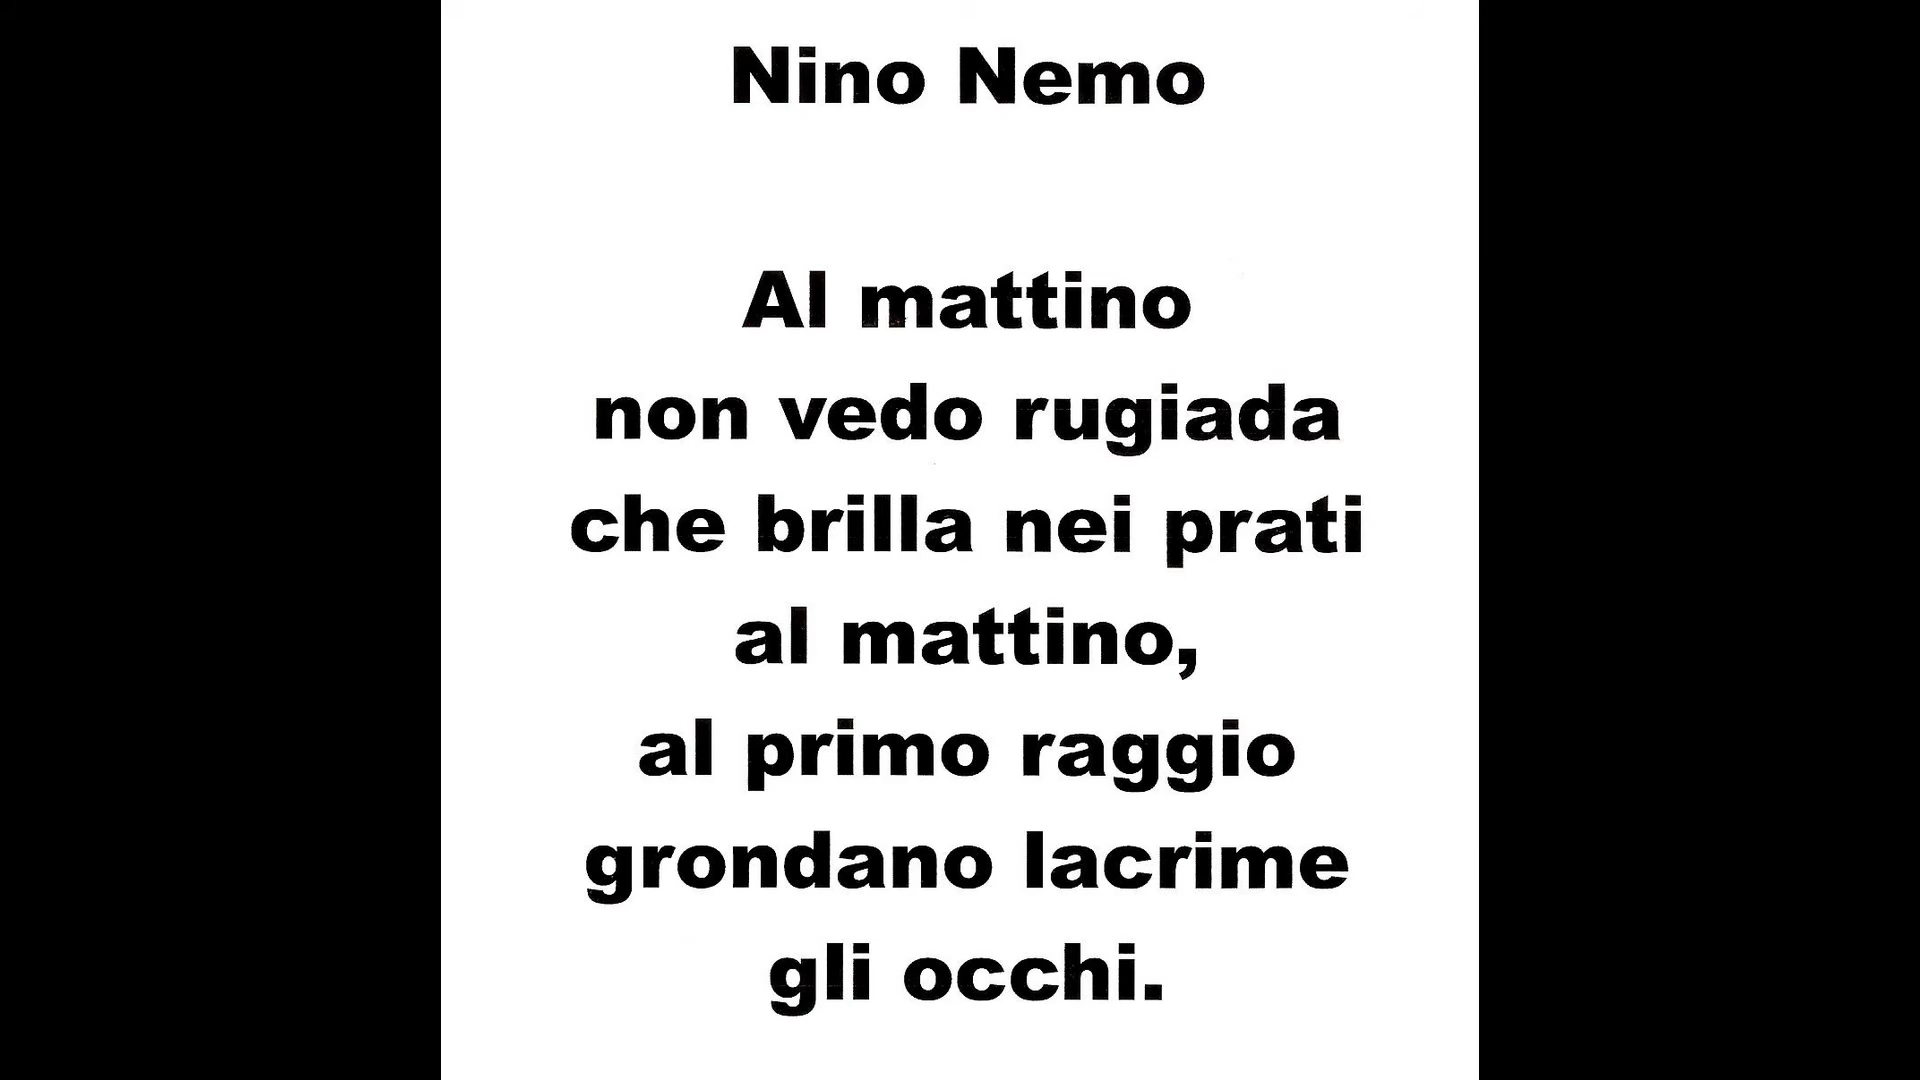 Nino Nemo
Al mattino
non vedo rugiada
che brilla nei prati
al mattino,
al primo raggio
grondano lacrime
gli occhi.